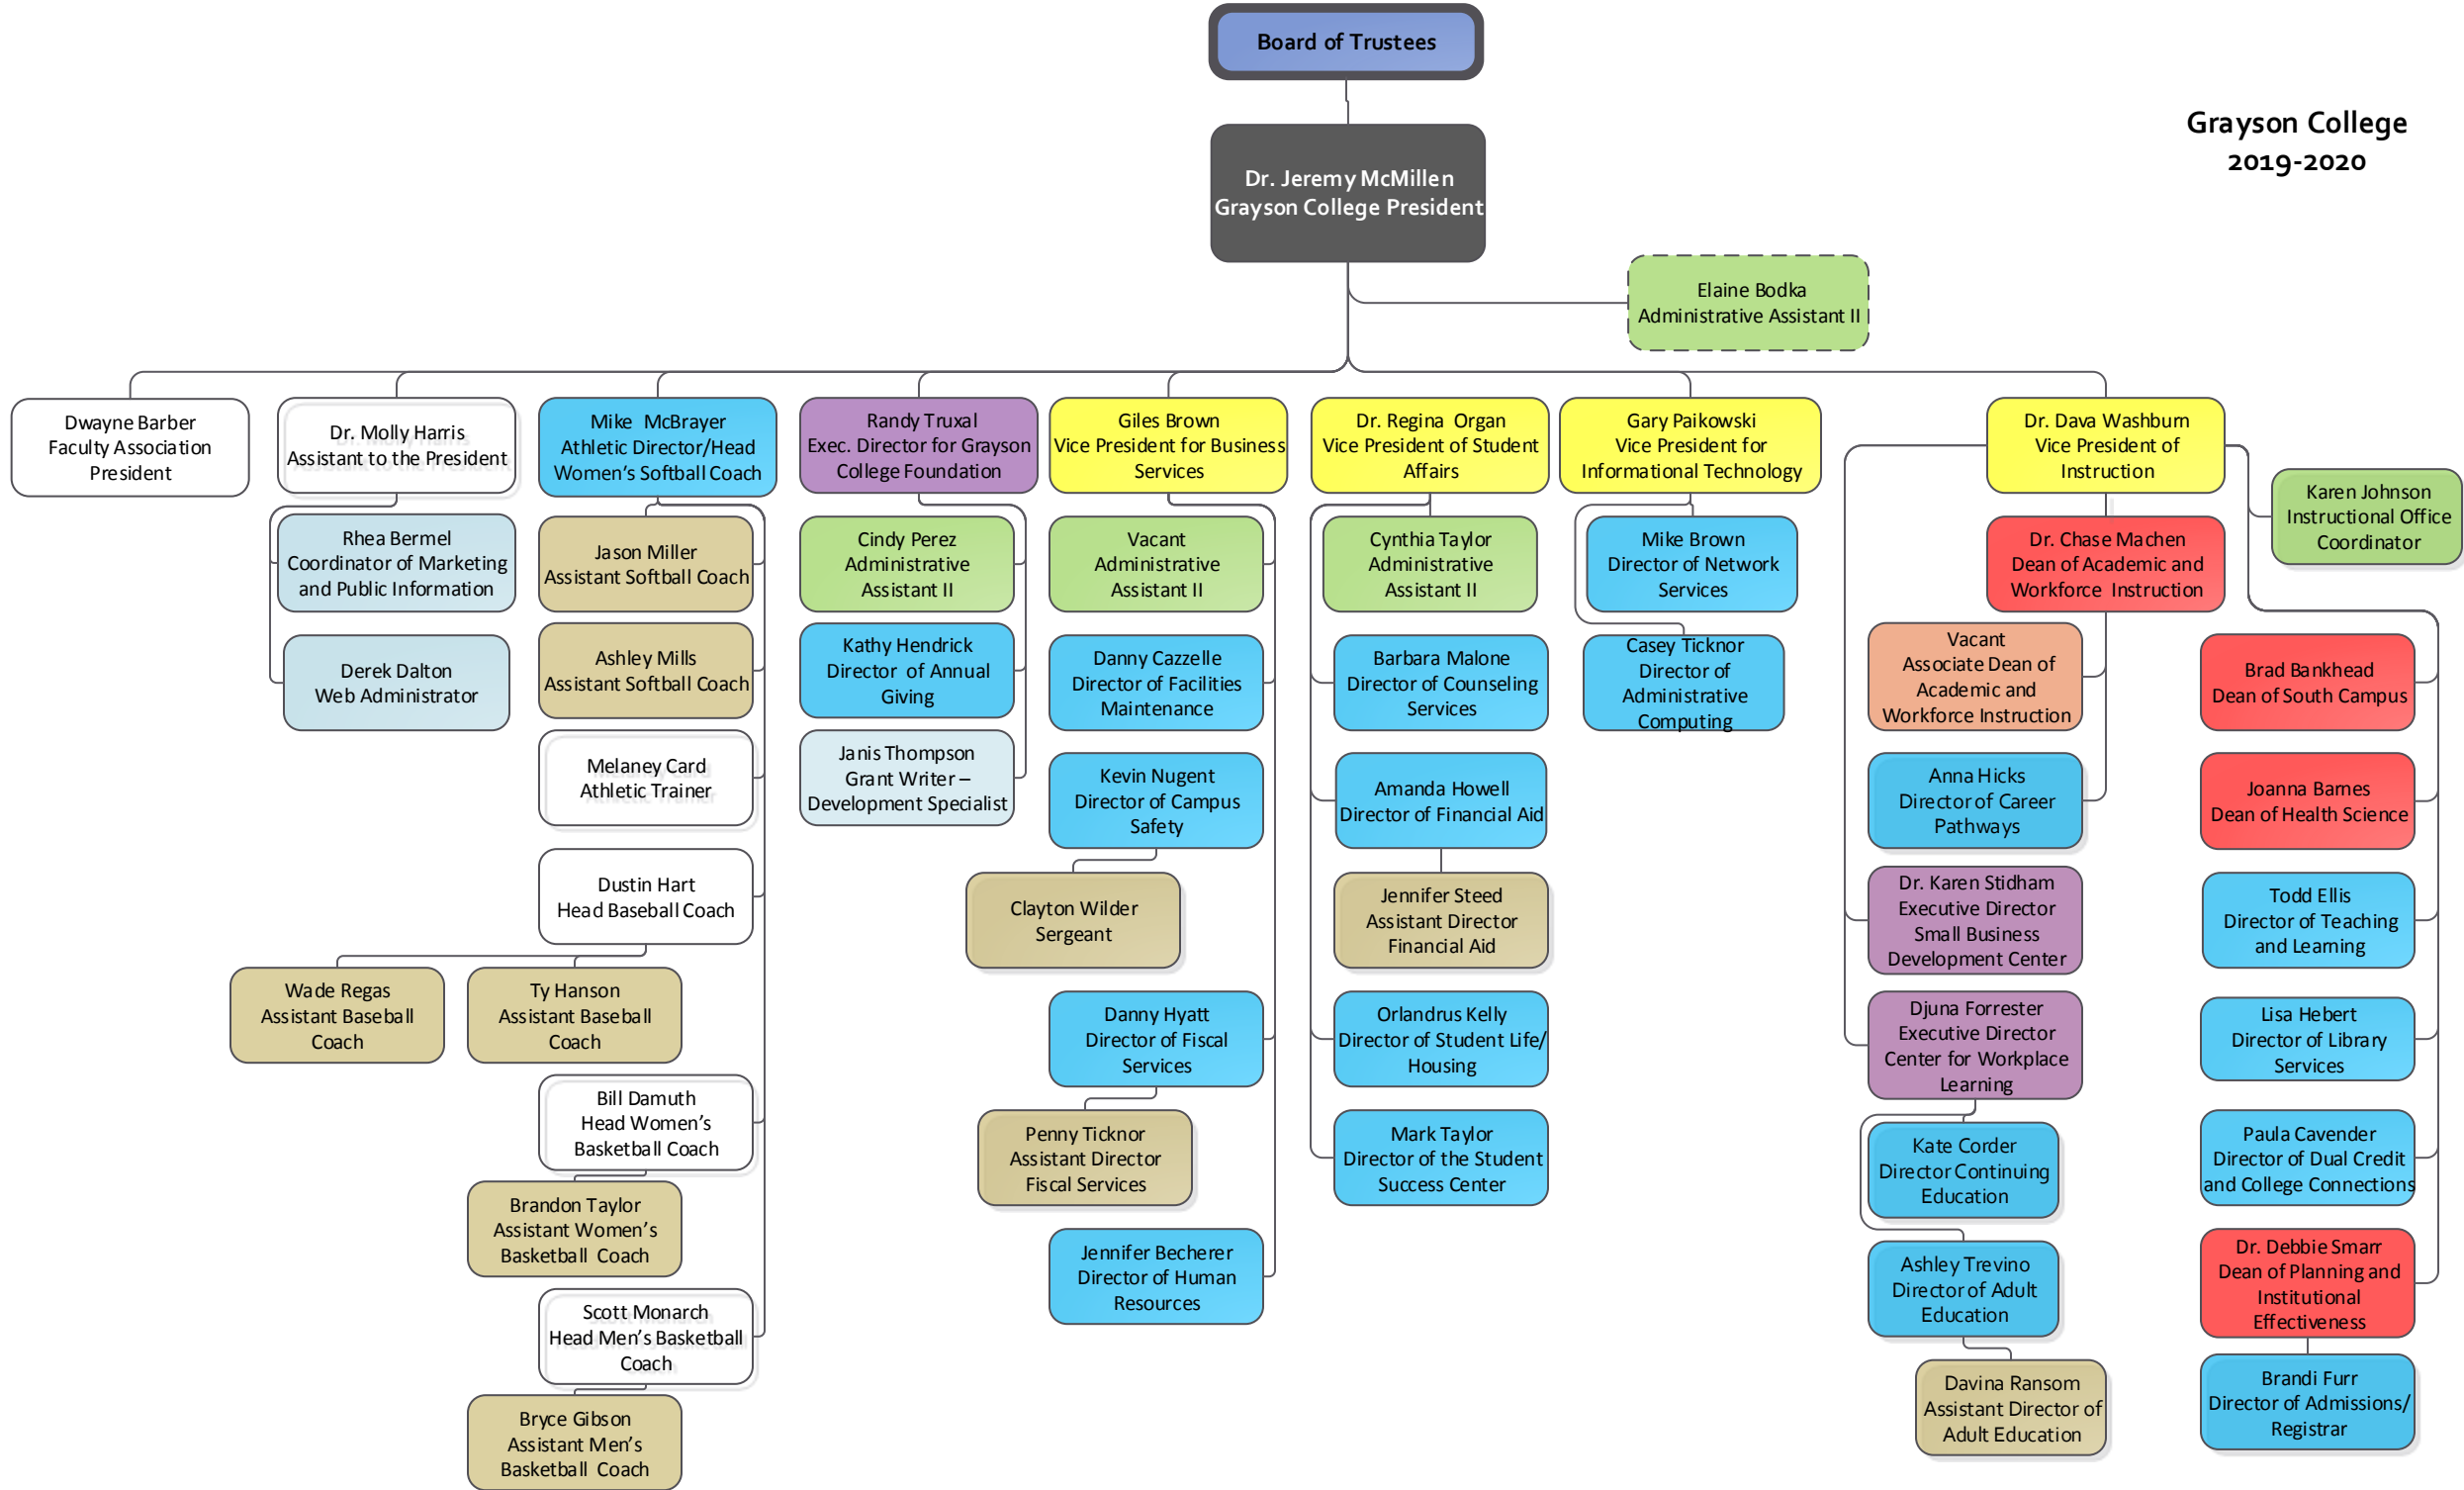 Board of Trustees
Grayson College
2019-2020
Dr. Jeremy McMillen
Grayson College President
Elaine Bodka
Administrative Assistant II
Dwayne Barber
Faculty Association
President
Dr. Molly Harris
Assistant to the President
Mike McBrayer
Athletic Director/Head
Women's Softball Coach
Randy Truxal
Exec. Director for Grayson
College Foundation
Giles Brown
Vice President for Business
Services
Dr. Regina Organ
Vice President of Student
Affairs
Gary Paikowski
Vice President for
Informational Technology
Dr. Dava Washburn
Vice President of
Instruction
Karen Johnson
Instructional Office
Coordinator
Rhea Bermel
Coordinator of Marketing
and Public Information
Derek Dalton
Web Administrator
Jason Miller
Assistant Softball Coach
Ashley Mills
Assistant Softball Coach
Melaney Card
Athletic Trainer
Dustin Hart
Head Baseball Coach
Wade Regas
Assistant Baseball
Coach
Ty Hanson
Assistant Baseball
Coach
Bill Damuth
Head Women's
Basketball Coach
Brandon Taylor
Assistant Women's
Basketball Coach
Scott Monarch
Head Men's Basketball
Coach
Bryce Gibson
Assistant Men's
Basketball Coach
Cindy Perez
Administrative
Assistant II
Kathy Hendrick
Director of Annual
Giving
Janis Thompson
Grant Writer –
Development Specialist
Vacant
Administrative
Assistant II
Danny Cazzelle
Director of Facilities
Maintenance
Kevin Nugent
Director of Campus
Safety
Clayton Wilder
Sergeant
Danny Hyatt
Director of Fiscal
Services
Penny Ticknor
Assistant Director
Fiscal Services
Jennifer Becherer
Director of Human
Resources
Cynthia Taylor
Administrative
Assistant II
Barbara Malone
Director of Counseling
Services
Amanda Howell
Director of Financial Aid
Jennifer Steed
Assistant Director
Financial Aid
Orlandrus Kelly
Director of Student Life/
Housing
Mark Taylor
Director of the Student
Success Center
Mike Brown
Director of Network
Services
Casey Ticknor
Director of
Administrative
Computing
Dr. Chase Machen
Dean of Academic and
Workforce Instruction
Vacant
Associate Dean of
Academic and
Workforce Instruction
Anna Hicks
Director of Career
Pathways
Dr. Karen Stidham
Executive Director
Small Business
Development Center
Djuna Forrester
Executive Director
Center for Workplace
Learning
Kate Corder
Director Continuing
Education
Ashley Trevino
Director of Adult
Education
Davina Ransom
Assistant Director of
Adult Education
Brad Bankhead
Dean of South Campus
Joanna Barnes
Dean of Health Science
Todd Ellis
Director of Teaching
and Learning
Lisa Hebert
Director of Library
Services
Paula Cavender
Director of Dual Credit
and College Connections
Dr. Debbie Smarr
Dean of Planning and
Institutional
Effectiveness
Brandi Furr
Director of Admissions/
Registrar